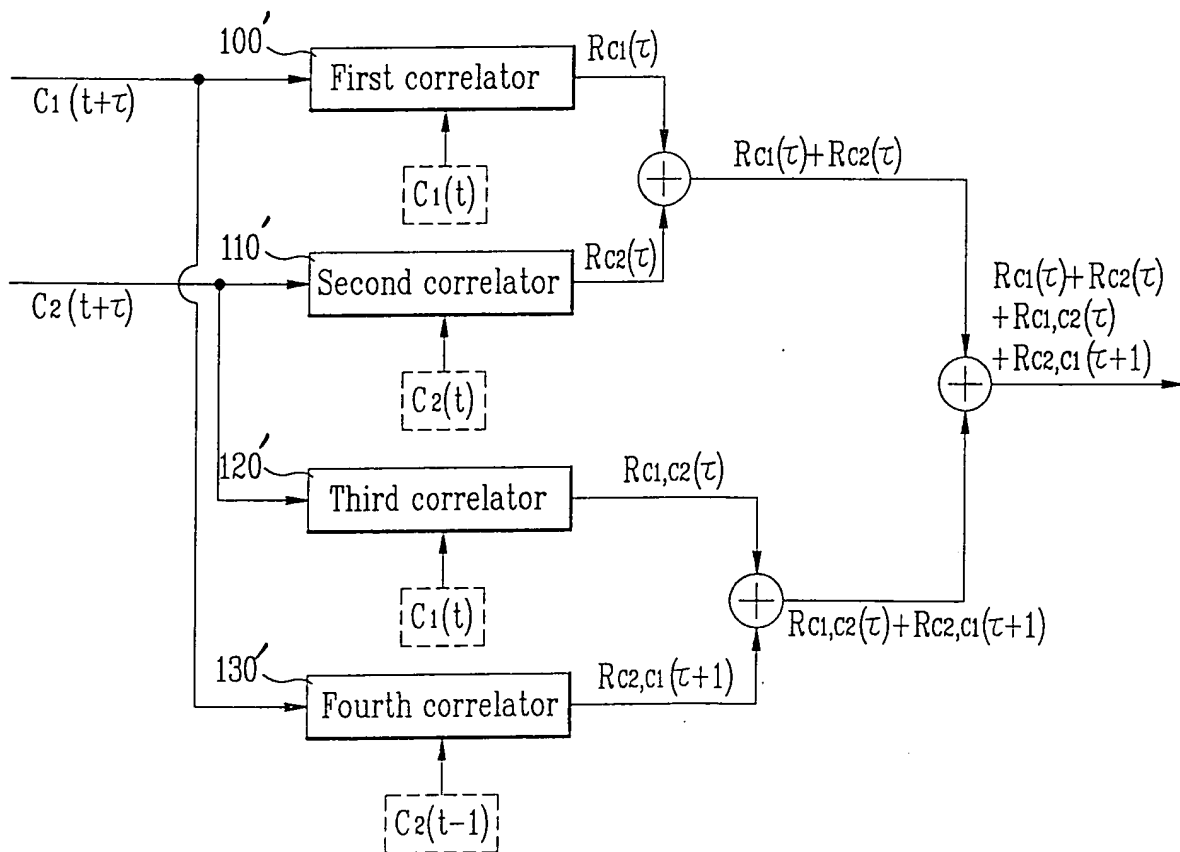 100′
First correlator
RC1(τ)
C1(t+τ)
C1(t)
RC1(τ)+RC2(τ)
110′
Second correlator
RC2(τ)
C2(t+τ)
C2(t)
RC1(τ)+RC2(τ)
+RC1,C2(τ)
+RC2,C1(τ+1)
120′
Third correlator
RC1,C2(τ)
C1(t)
RC1,C2(τ)+RC2,C1(τ+1)
130′
Fourth correlator
RC2,C1(τ+1)
C2(t−1)